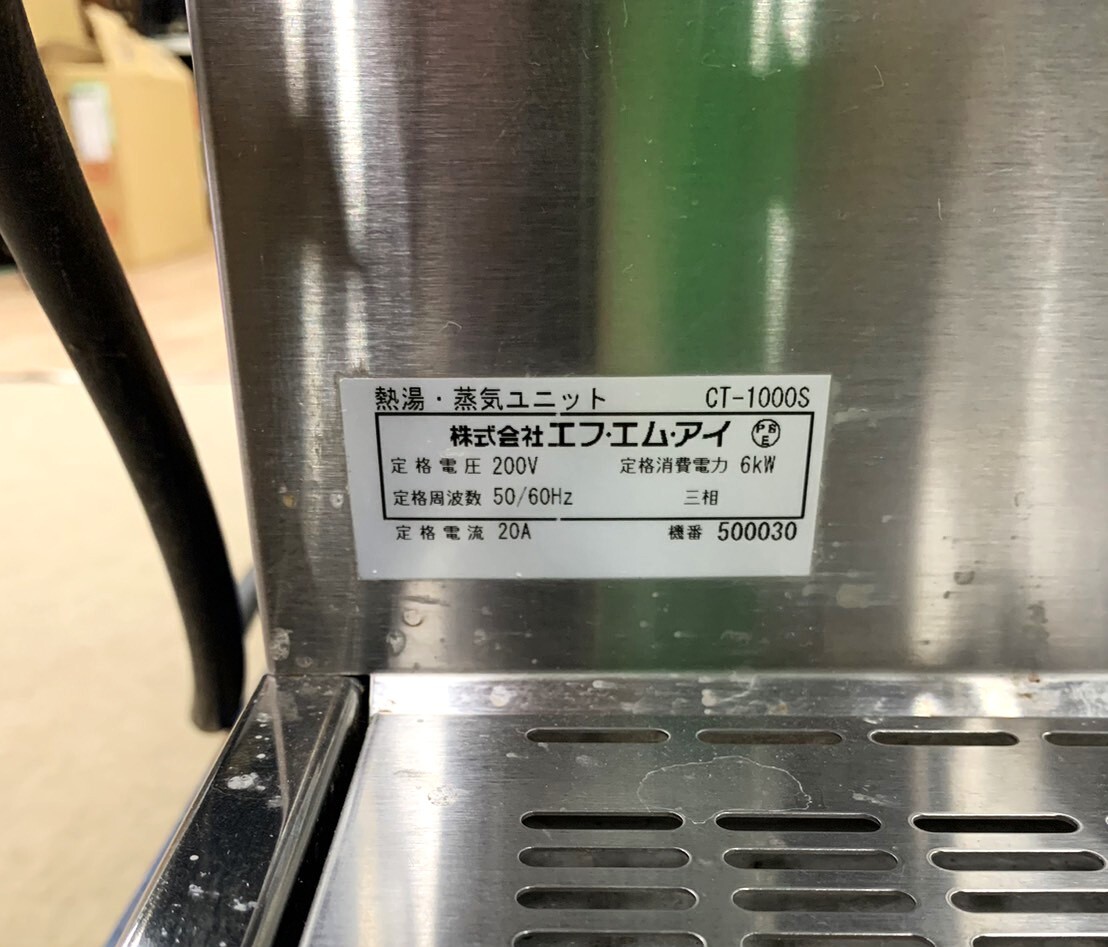 熱湯・蒸気ユニット CT-1000S
株式会社エフ・エム・アイ PSE
定格電圧 200V 定格消費電力 6kW
定格周波数 50/60Hz 三相
定格電流 20A 機番 500030